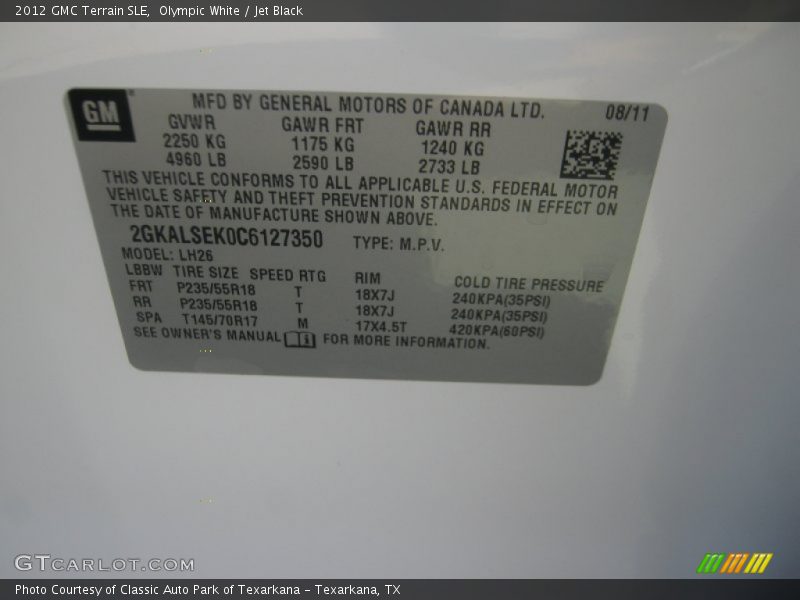 2012 GMC Terrain SLE, Olympic White / Jet Black
GM
MFD BY GENERAL MOTORS OF CANADA LTD. 08/11
GVWR GAWR FRT GAWR RR
2250 KG 1175 KG 1240 KG
4960 LB 2590 LB 2733 LB
THIS VEHICLE CONFORMS TO ALL APPLICABLE U.S. FEDERAL MOTOR
VEHICLE SAFETY AND THEFT PREVENTION STANDARDS IN EFFECT ON
THE DATE OF MANUFACTURE SHOWN ABOVE.
2GKALSEK0C6127350 TYPE: M.P.V.
MODEL: LH26
LBBW TIRE SIZE SPEED RTG RIM COLD TIRE PRESSURE
FRT P235/55R18 T 18X7J 240KPA(35PSI)
RR P235/55R18 T 18X7J 240KPA(35PSI)
SPA T145/70R17 M 17X4.5T 420KPA(60PSI)
SEE OWNER'S MANUAL FOR MORE INFORMATION.
GTCARLOT.COM
Photo Courtesy of Classic Auto Park of Texarkana – Texarkana, TX